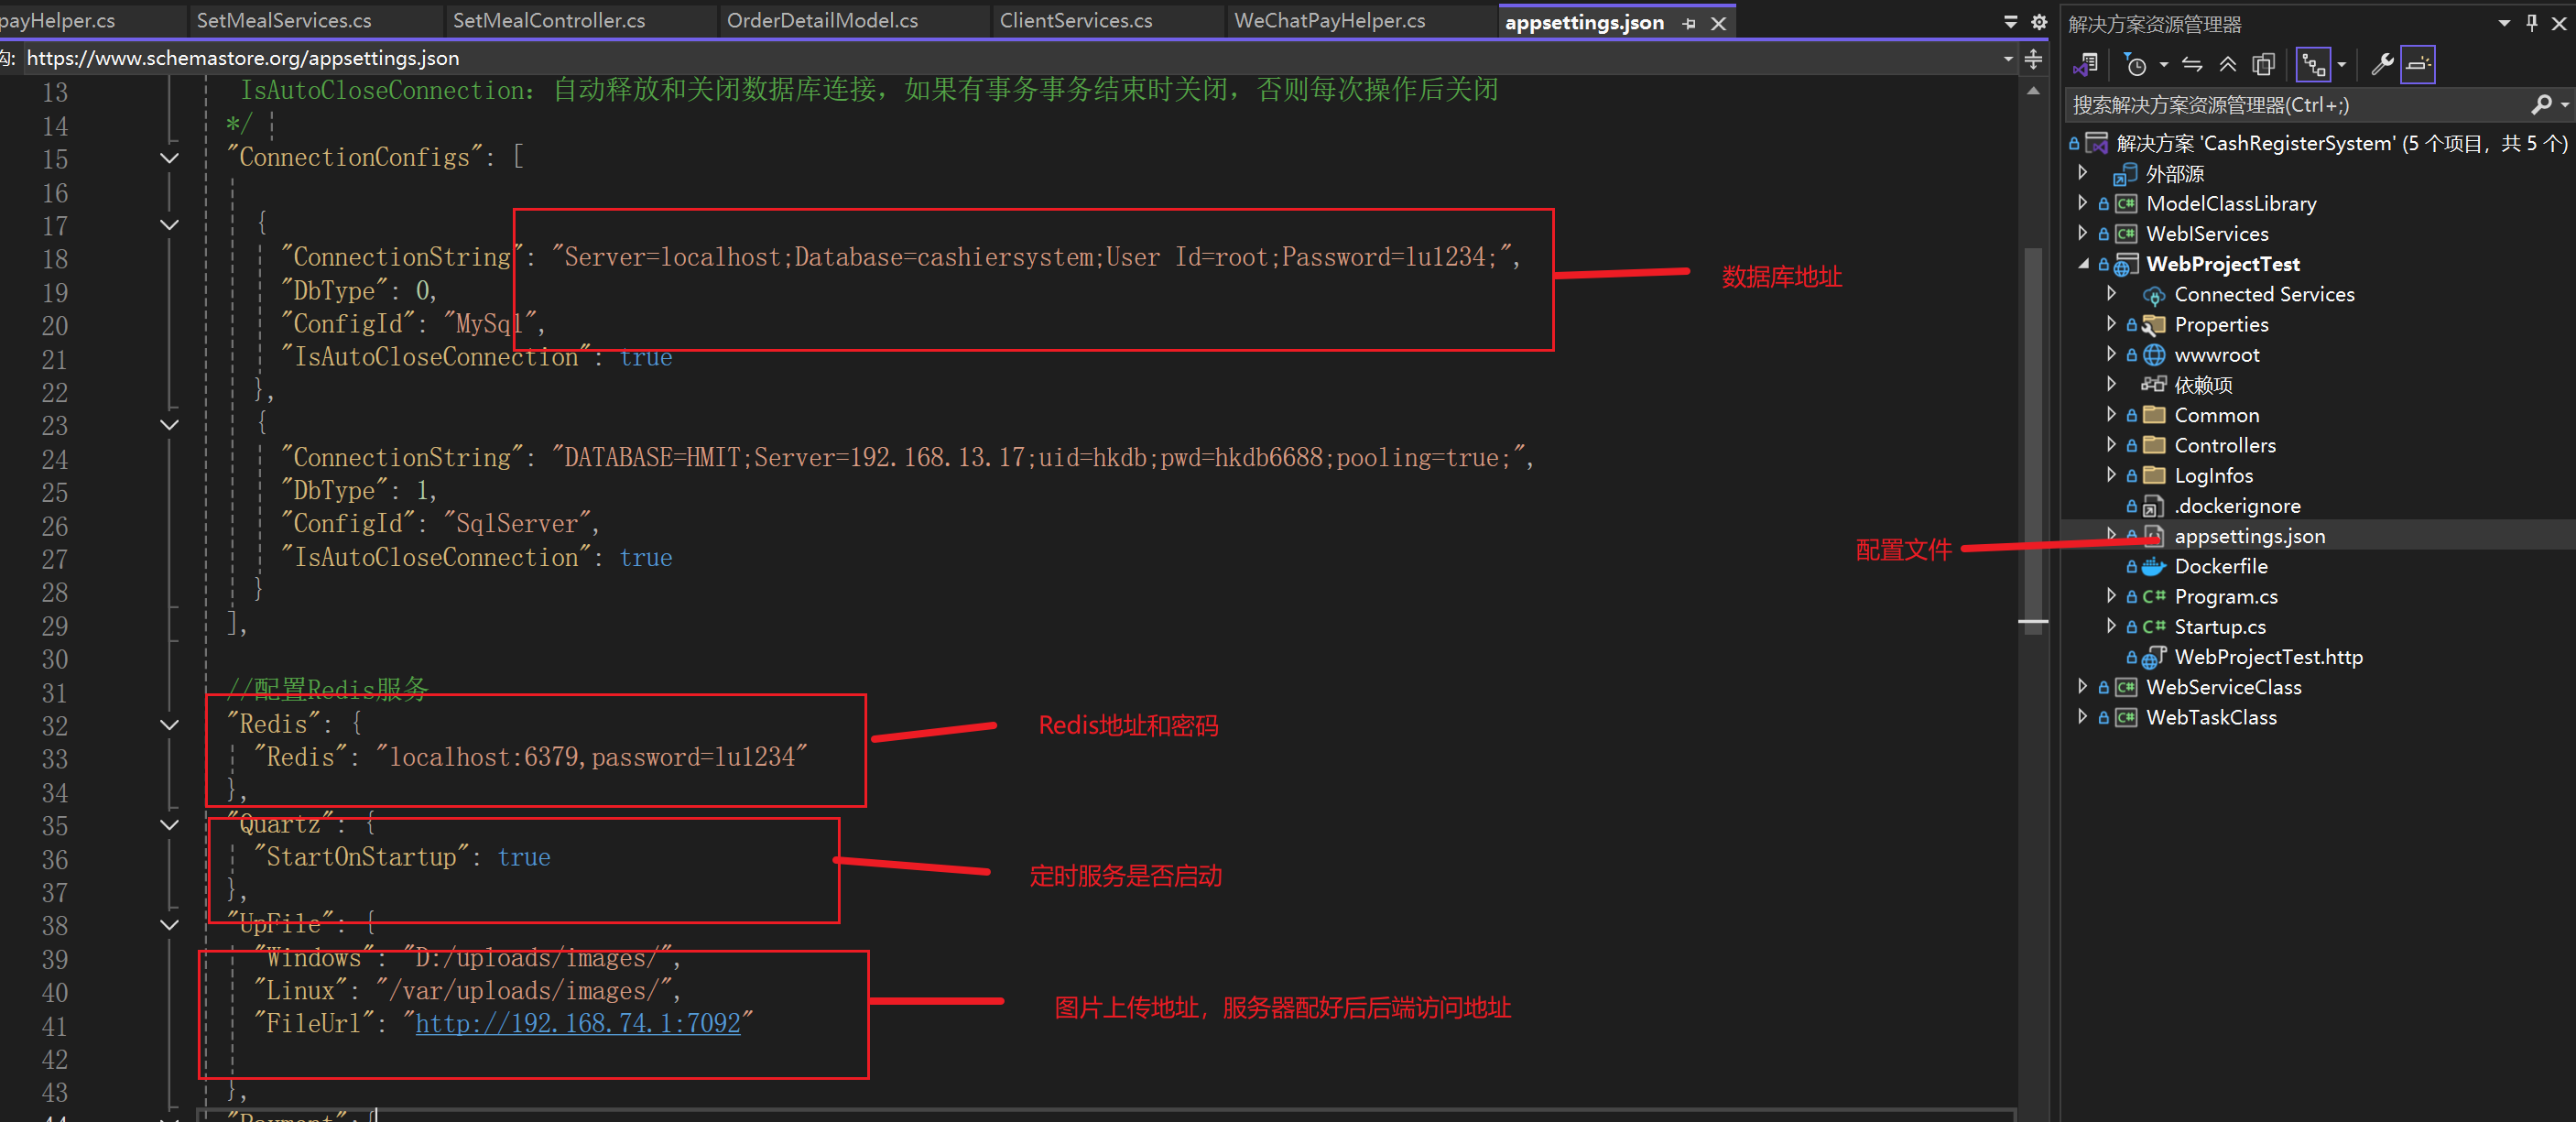 payHelper.cs
SetMealServices.cs
SetMealController.cs
OrderDetailModel.cs
ClientServices.cs
WeChatPayHelper.cs
appsettings.json
构: https://www.schemastore.org/appsettings.json
13 IsAutoCloseConnection: 自动释放和关闭数据库连接，如果有事务事务结束时关闭，否则每次操作后关闭
14 */
15 "ConnectionConfigs": [
16
17 {
18 "ConnectionString": "Server=localhost;Database=cashiersystem;User Id=root;Password=lu1234;",
19 "DbType": 0,
20 "ConfigId": "MySql",
21 "IsAutoCloseConnection": true
22 },
23 {
24 "ConnectionString": "DATABASE=HMIT;Server=192.168.13.17;uid=hkdb;pwd=hkdb6688;pooling=true;",
25 "DbType": 1,
26 "ConfigId": "SqlServer",
27 "IsAutoCloseConnection": true
28 }
29 ],
30
31 //配置Redis服务
32 "Redis": {
33 "Redis": "localhost:6379,password=lu1234"
34 },
35 "Quartz": {
36 "StartOnStartup": true
37 },
38 "UpFile": {
39 "Windows": "D:/uploads/images/",
40 "Linux": "/var/uploads/images/",
41 "FileUrl": "http://192.168.74.1:7092"
42
43 },
44 "Payment":{
数据库地址
配置文件
Redis地址和密码
定时服务是否启动
图片上传地址，服务器配好后后端访问地址
解决方案资源管理器
搜索解决方案资源管理器(Ctrl+;)
解决方案 'CashRegisterSystem' (5 个项目，共 5 个)
外部源
ModelClassLibrary
WebIServices
WebProjectTest
Connected Services
Properties
wwwroot
依赖项
Common
Controllers
LogInfos
.dockerignore
appsettings.json
Dockerfile
Program.cs
Startup.cs
WebProjectTest.http
WebServiceClass
WebTaskClass